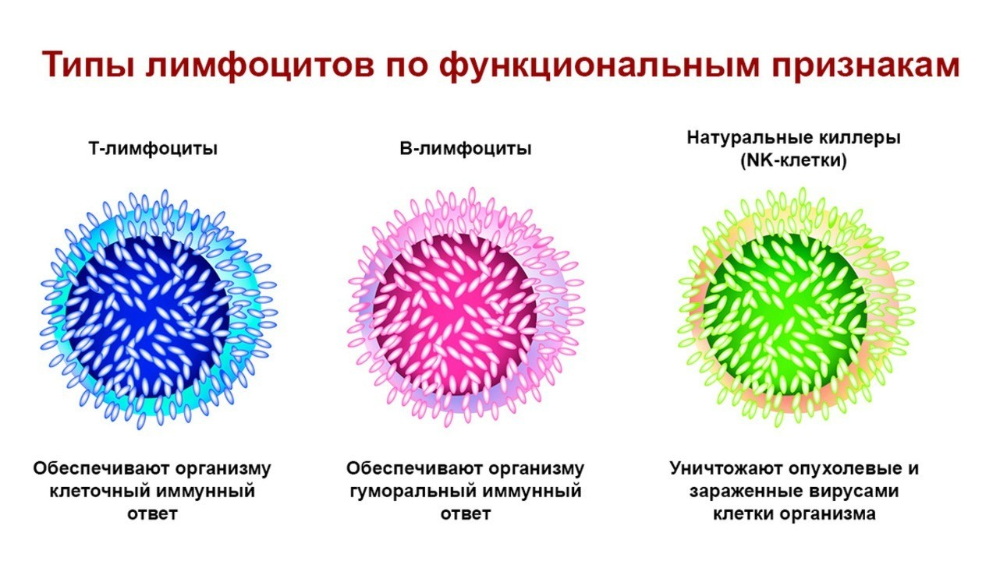 Типы лимфоцитов по функциональным признакам
Т-лимфоциты
В-лимфоциты
Натуральные киллеры
(NK-клетки)
Обеспечивают организму
клеточный иммунный
ответ
Обеспечивают организму
гуморальный иммунный
ответ
Уничтожают опухолевые и
зараженные вирусами
клетки организма